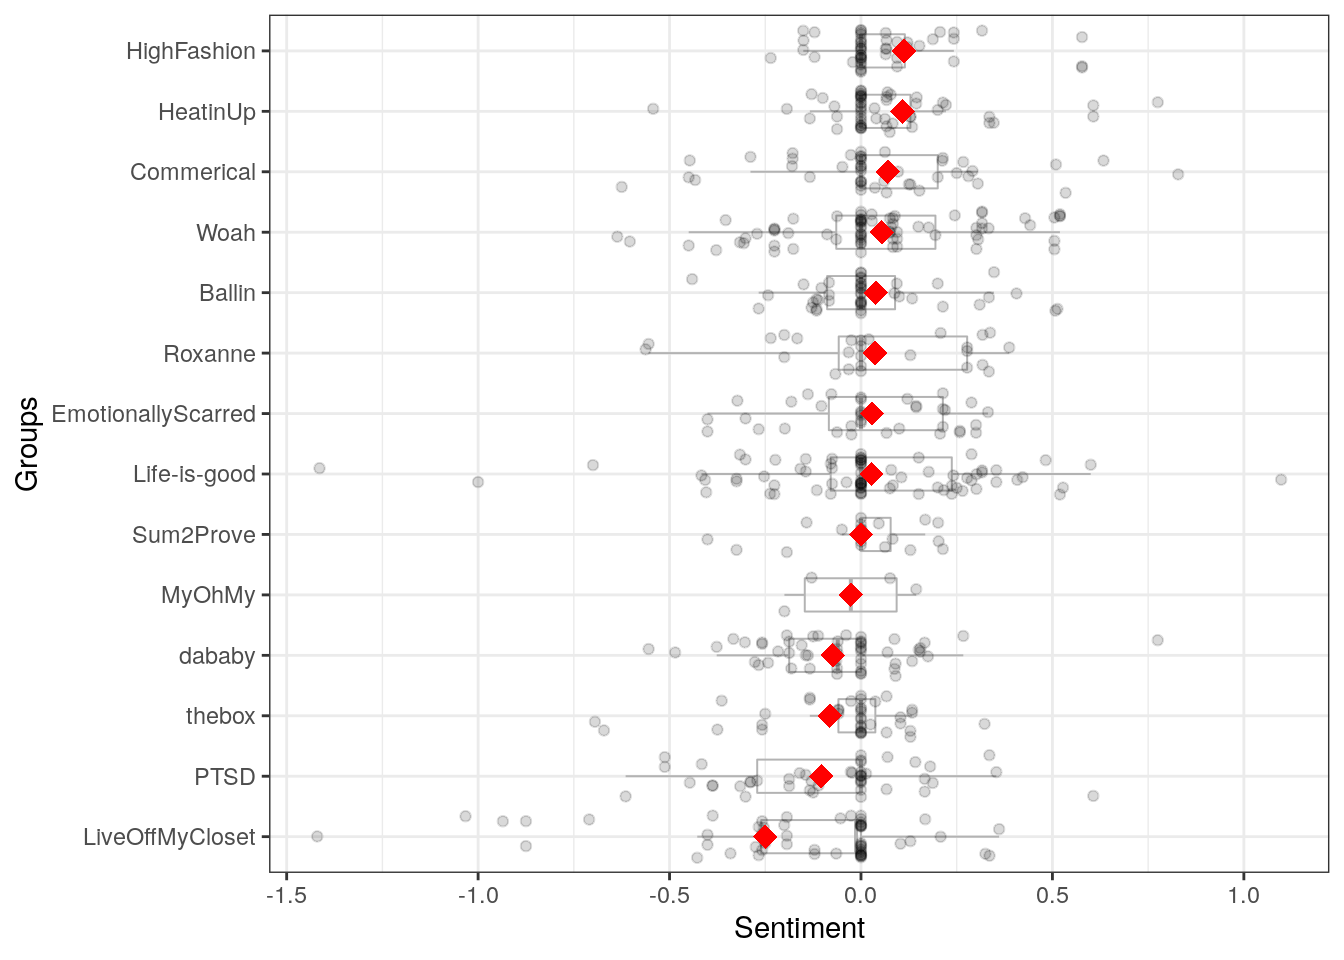 HighFashion
HeatinUp
Commerical
Woah
Ballin
Roxanne
EmotionallyScarred
Life-is-good
Sum2Prove
MyOhMy
dababy
thebox
PTSD
LiveOffMyCloset
Groups
-1.5 -1.0 -0.5 0.0 0.5 1.0
Sentiment